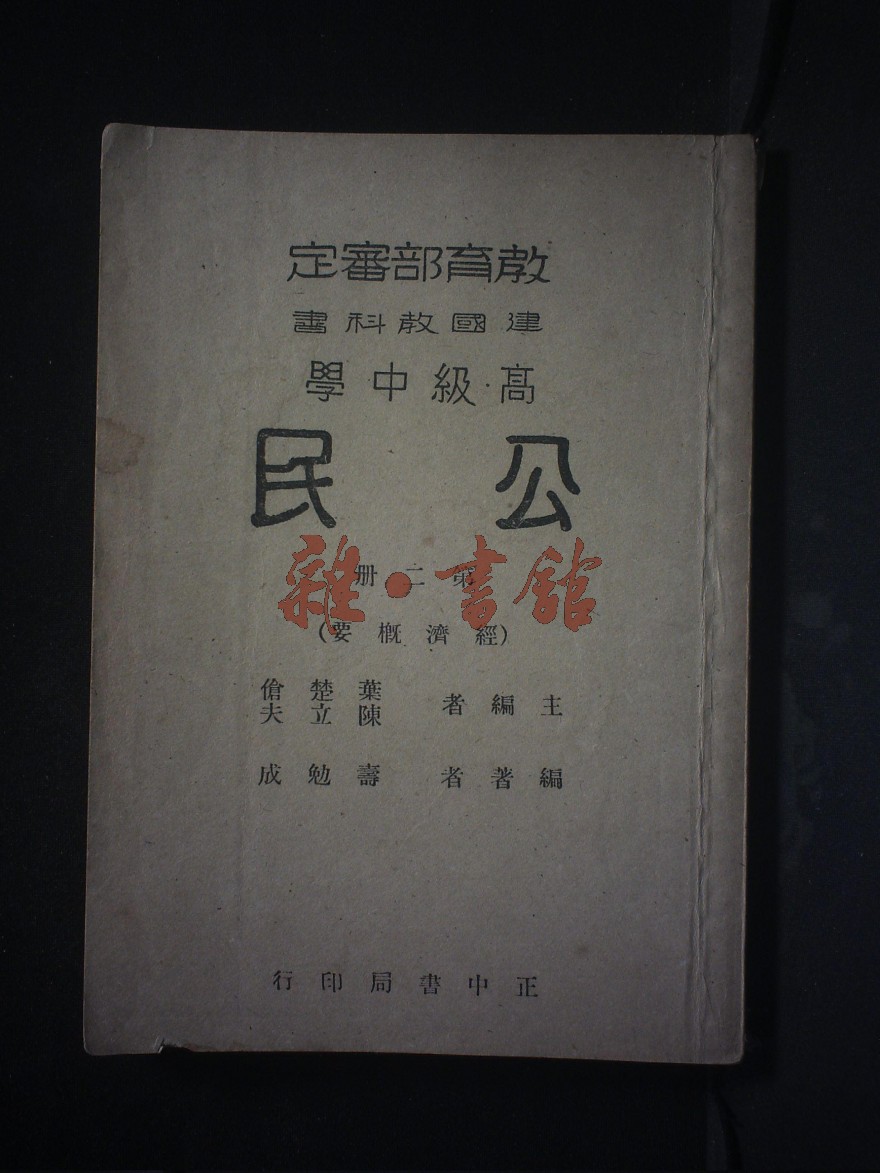 教育部審定
建國教科書
高級中學
公民
第二册
雜·書館
(經濟概要)
主編者 葉楚傖
陳立夫
編著者 壽勉成
正中書局印行